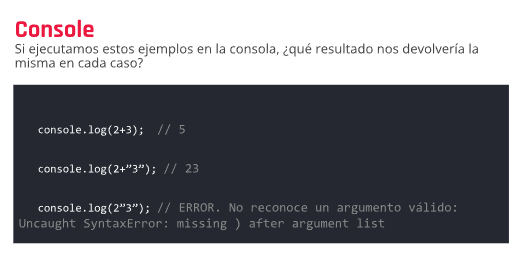 Console
Si ejecutamos estos ejemplos en la consola, ¿qué resultado nos devolvería la
misma en cada caso?
console.log(2+3);  // 5
console.log(2+”3”); // 23
console.log(2”3”); // ERROR. No reconoce un argumento válido:
Uncaught SyntaxError: missing ) after argument list